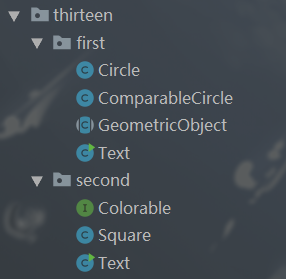 thirteen
first
Circle
ComparableCircle
GeometricObject
Text
second
Colorable
Square
Text